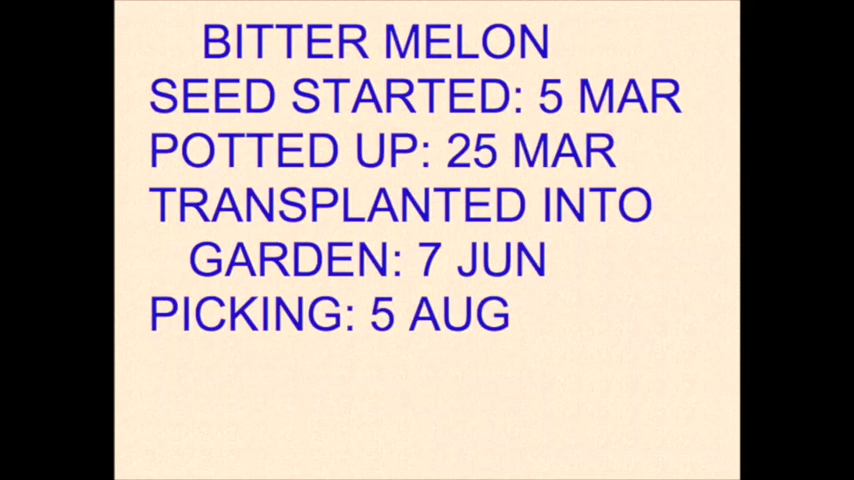 BITTER MELON
SEED STARTED: 5 MAR
POTTED UP: 25 MAR
TRANSPLANTED INTO
GARDEN: 7 JUN
PICKING: 5 AUG